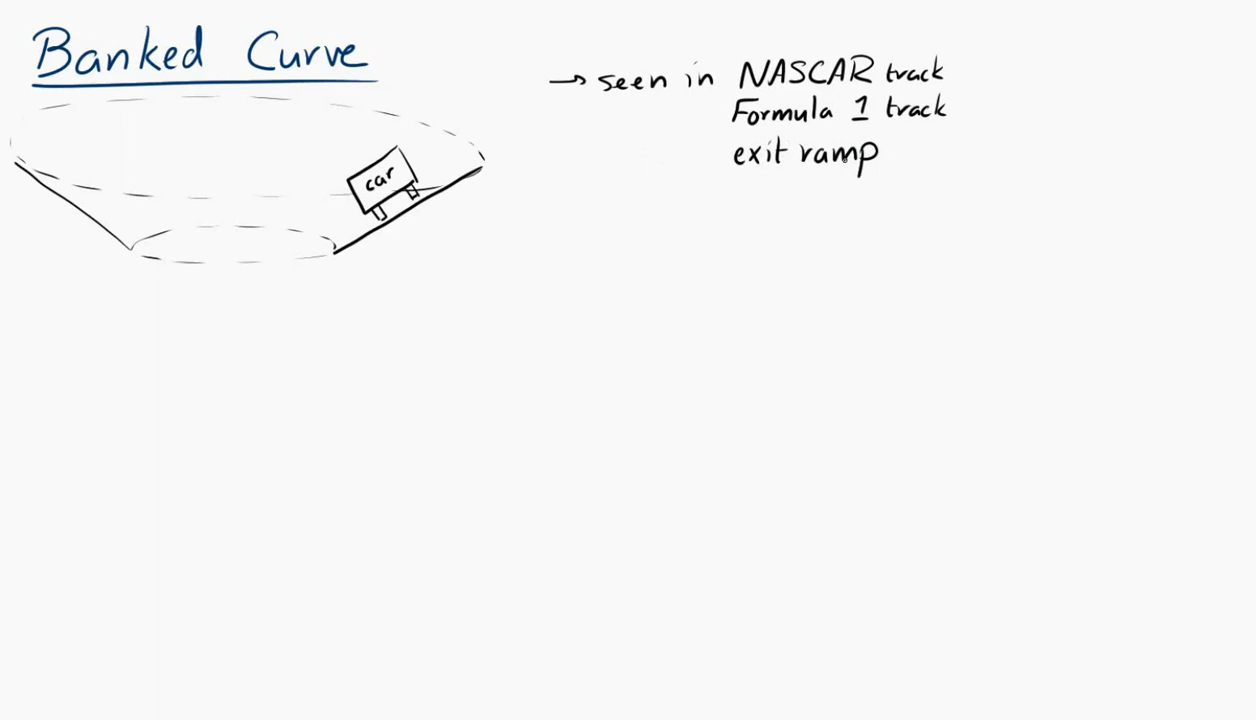 Banked Curve
→ seen in NASCAR track
Formula 1 track
exit ramp
car